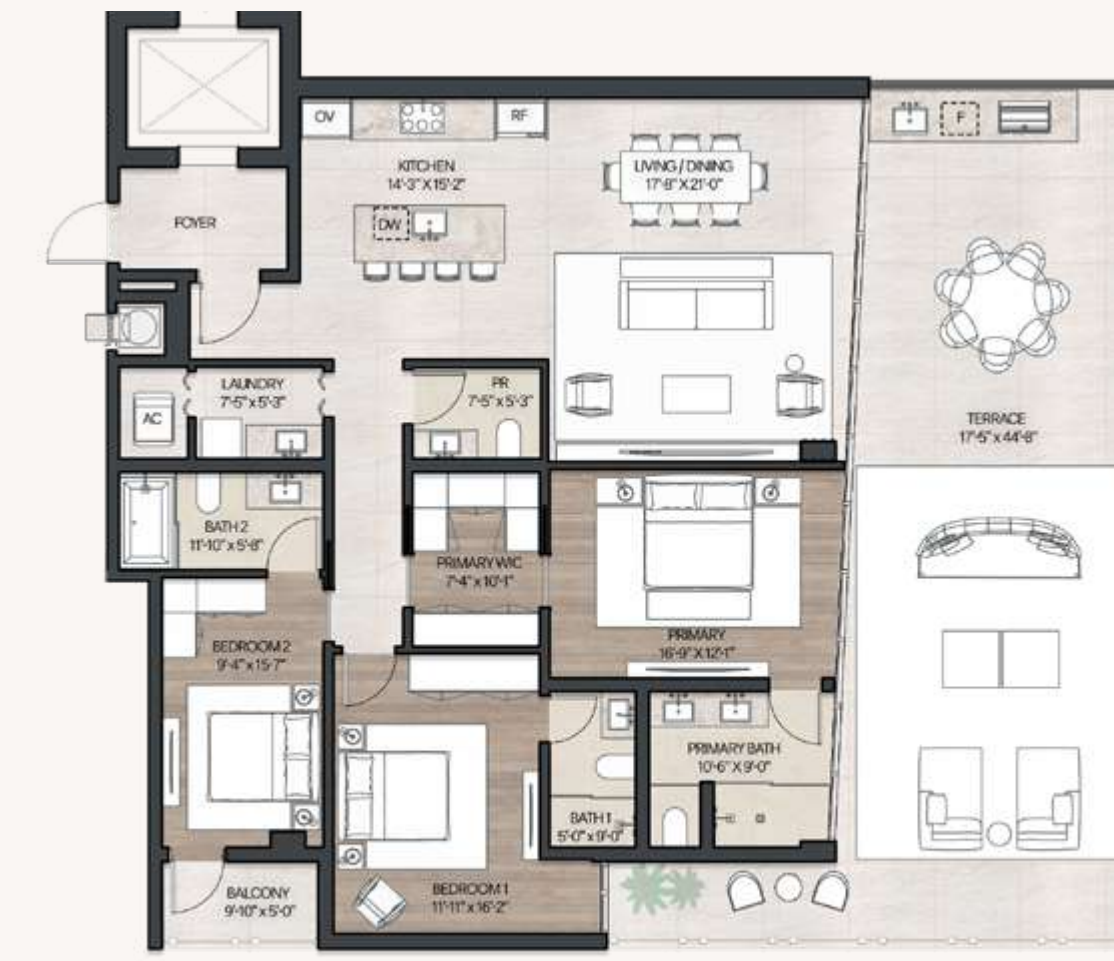 OV
RF
F
KITCHEN
14'-3" X 15'-2"
LIVING / DINING
17'-8" X 21'-0"
FOYER
DW
TERRACE
17'-5" x 44'-8"
LAUNDRY
7'-5" x 5'-3"
PR
7'-5" x 5'-3"
AC
BATH 2
11'-10" x 5'-8"
PRIMARY WIC
7'-4" x 10'-1"
PRIMARY
16'-9" X 12'-1"
BEDROOM 2
9'-4" x 15'-7"
PRIMARY BATH
10'-6" X 9'-0"
BATH 1
5'-0" x 9'-0"
BALCONY
9'-10" x 5'-0"
BEDROOM 1
11'-11" x 16'-2"